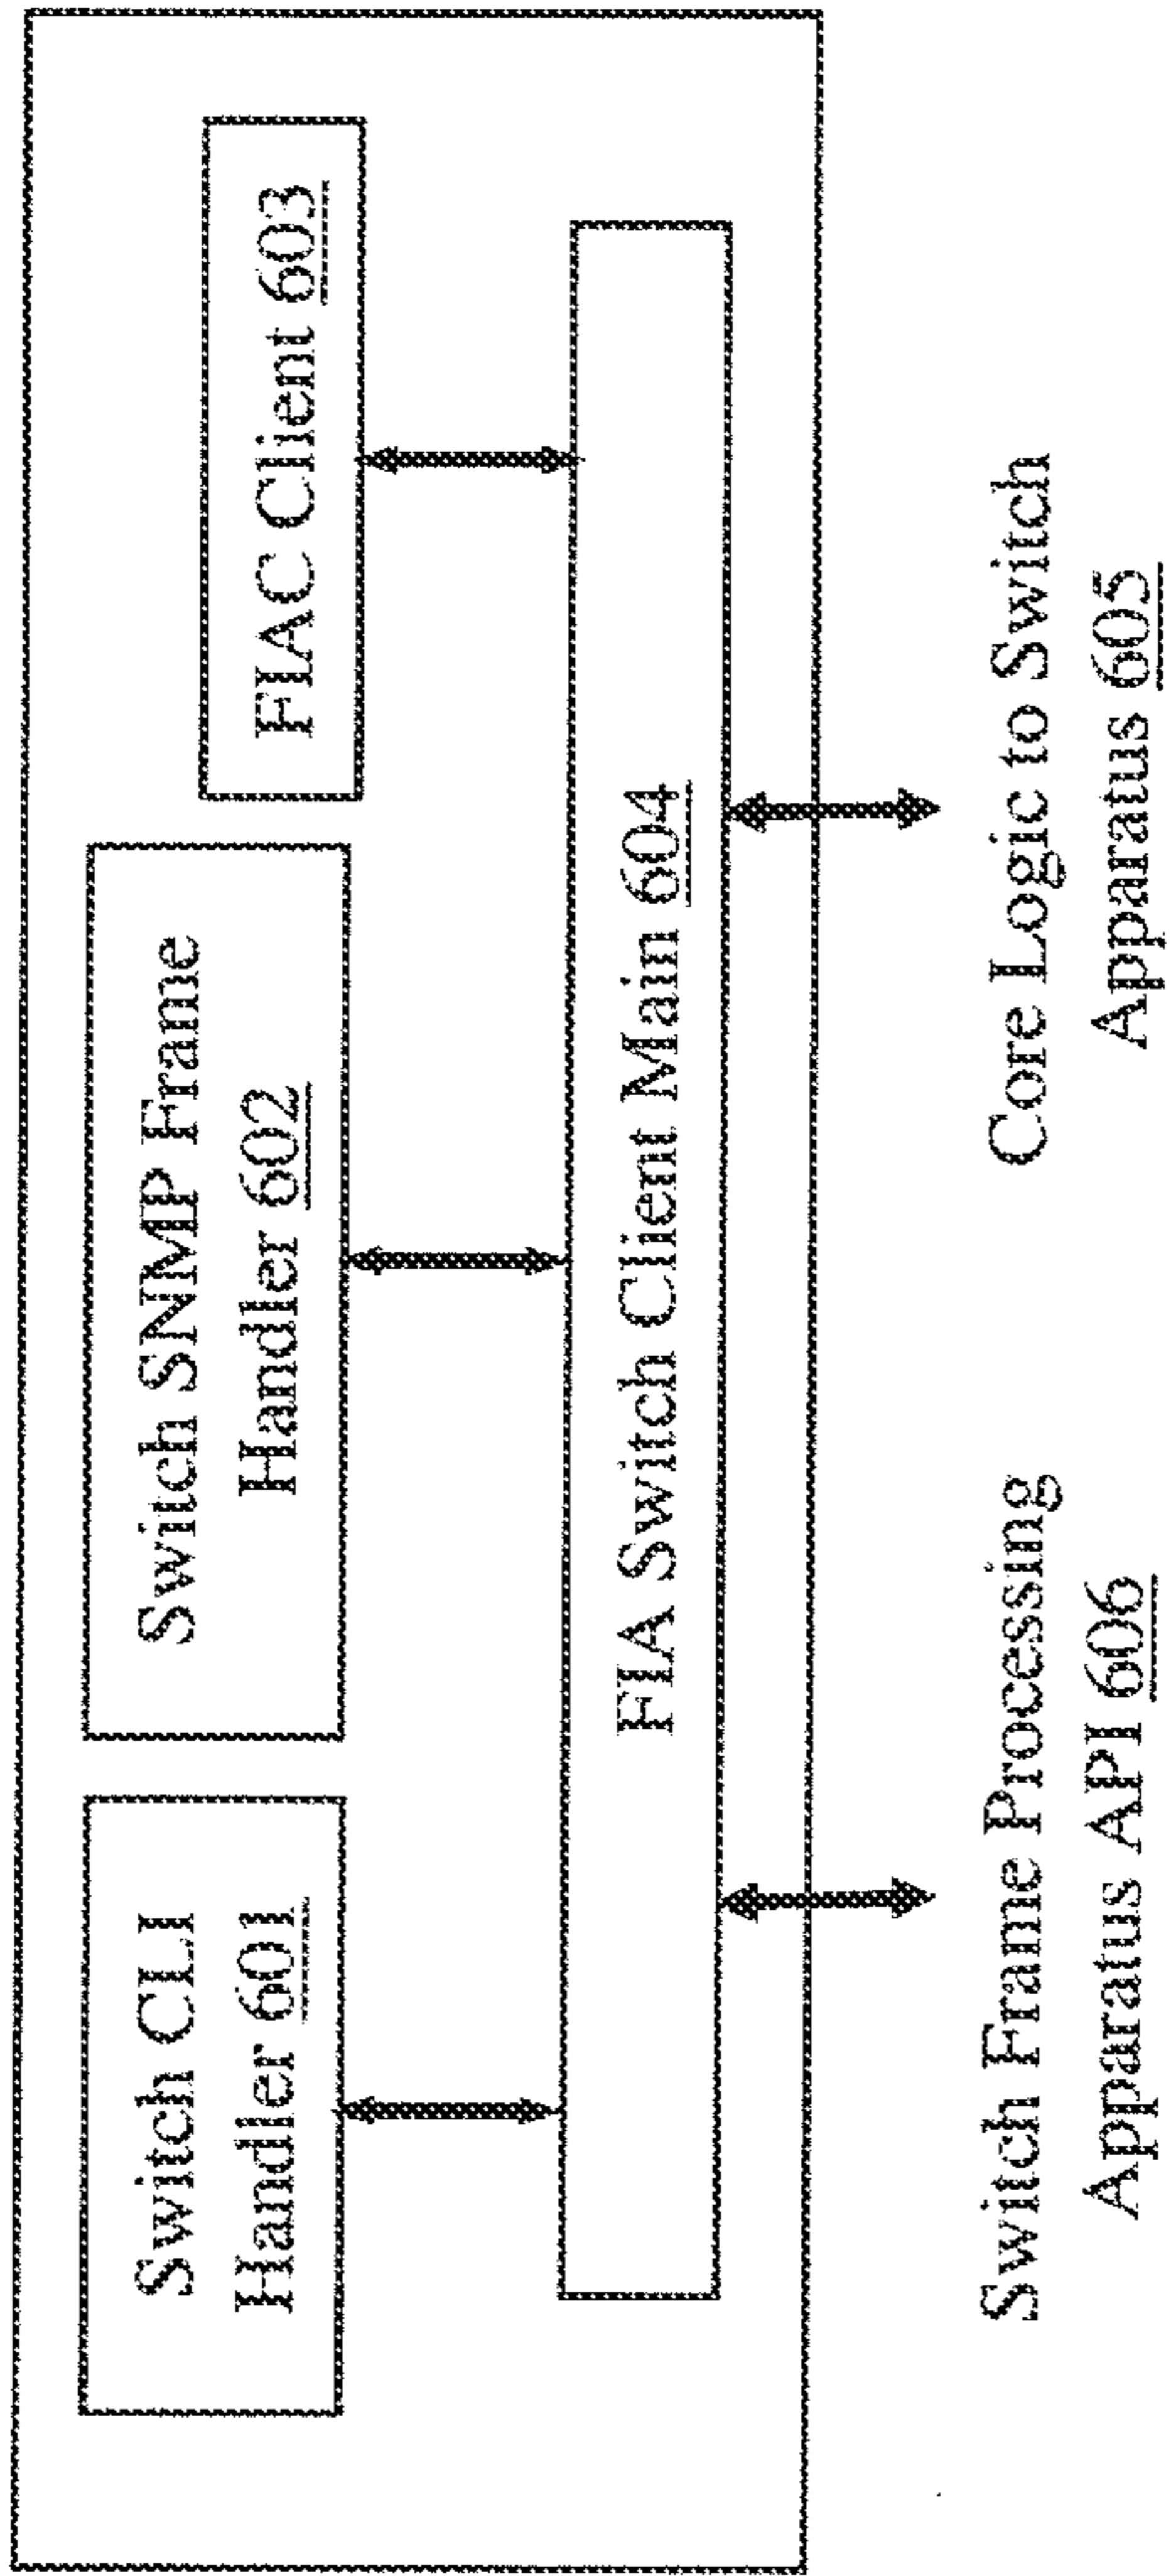 Switch CLI
Handler 601
Switch SNMP Frame
Handler 602
FIAC Client 603
FIA Switch Client Main 604
Switch Frame Processing
Apparatus API 606
Core Logic to Switch
Apparatus 605